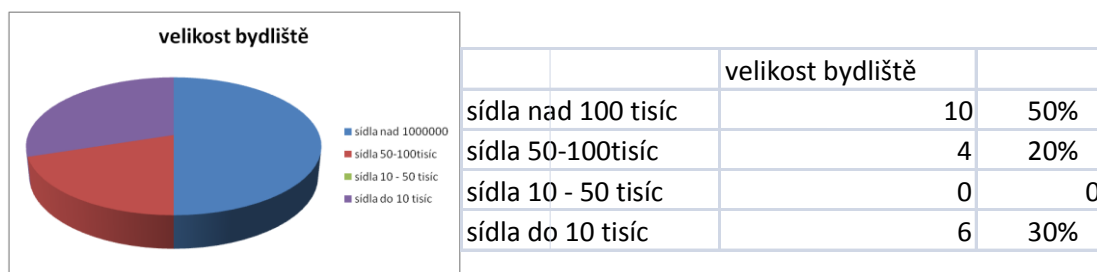 velikost bydliště
sídla nad 1000000
sídla 50-100tisíc
sídla 10 - 50 tisíc
sídla do 10 tisíc
velikost bydliště
sídla nad 100 tisíc 10 50%
sídla 50-100tisíc 4 20%
sídla 10 - 50 tisíc 0 0
sídla do 10 tisíc 6 30%